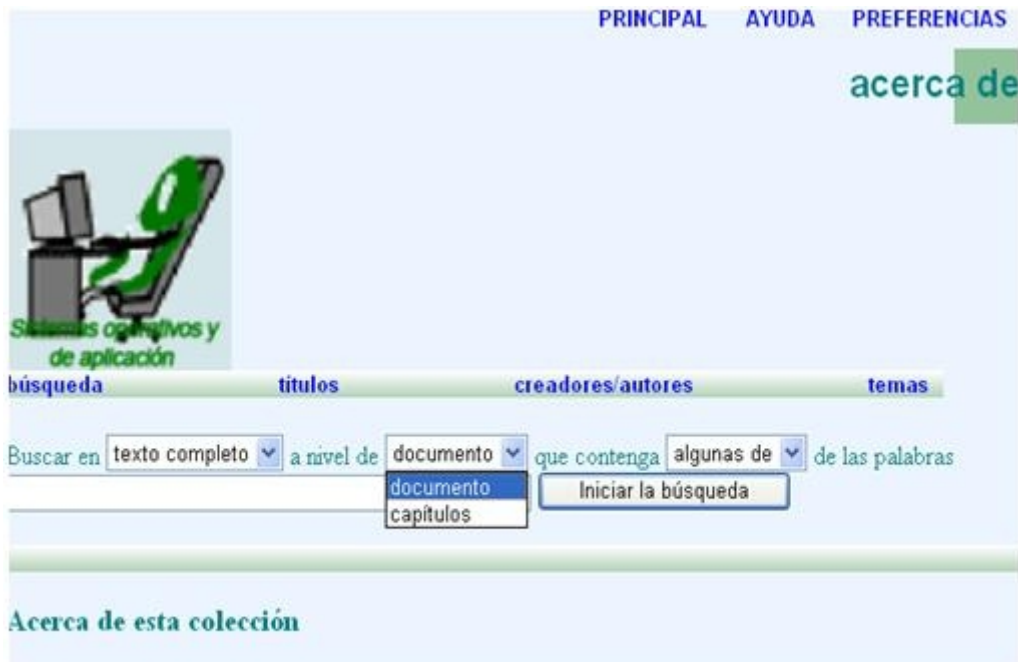 PRINCIPAL AYUDA PREFERENCIAS
acerca de
Sistemas operativos y
de aplicación
búsqueda títulos creadores/autores temas
Buscar en texto completo a nivel de documento que contenga algunas de de las palabras
documento Iniciar la búsqueda
capítulos
Acerca de esta colección